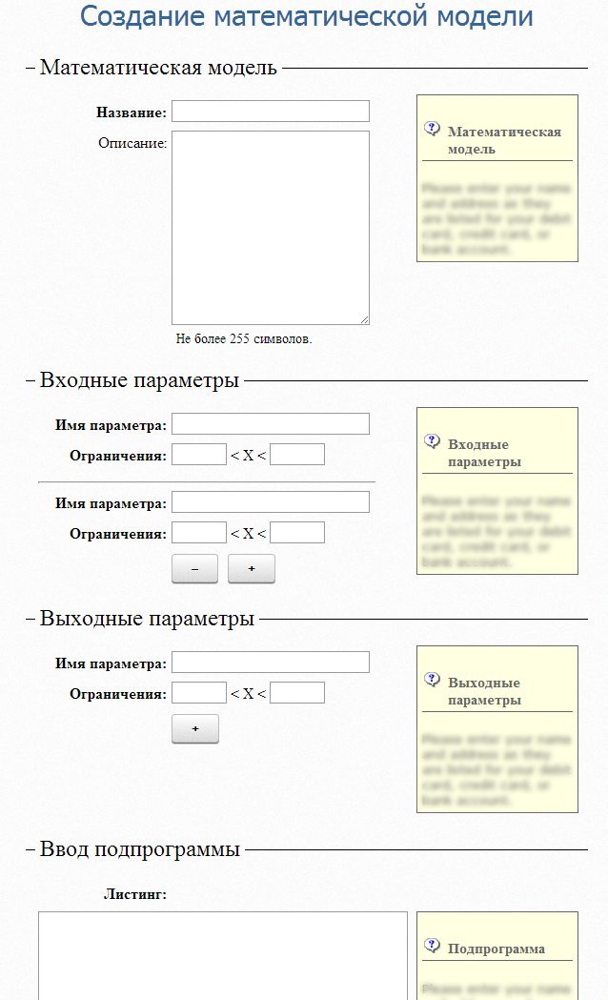 Создание математической модели
Математическая модель
Название:
Описание:
Не более 255 символов.
Математическая
модель
Please enter your name
and address as they
are listed for your debit
card, credit card, or
bank account.
Входные параметры
Имя параметра:
Ограничения: < X <
Имя параметра:
Ограничения: < X <
– +
Входные
параметры
Please enter your name
and address as they
are listed for your debit
card, credit card, or
bank account.
Выходные параметры
Имя параметра:
Ограничения: < X <
+
Выходные
параметры
Please enter your name
and address as they
are listed for your debit
card, credit card, or
bank account.
Ввод подпрограммы
Листинг:
Подпрограмма
Please enter your name